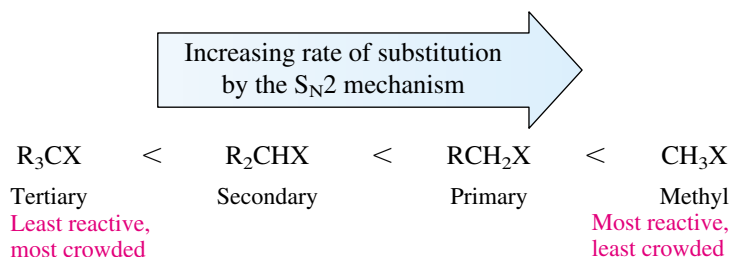 Increasing rate of substitution
by the SN2 mechanism
R3CX < R2CHX < RCH2X < CH3X
Tertiary Secondary Primary Methyl
Least reactive, Most reactive,
most crowded least crowded